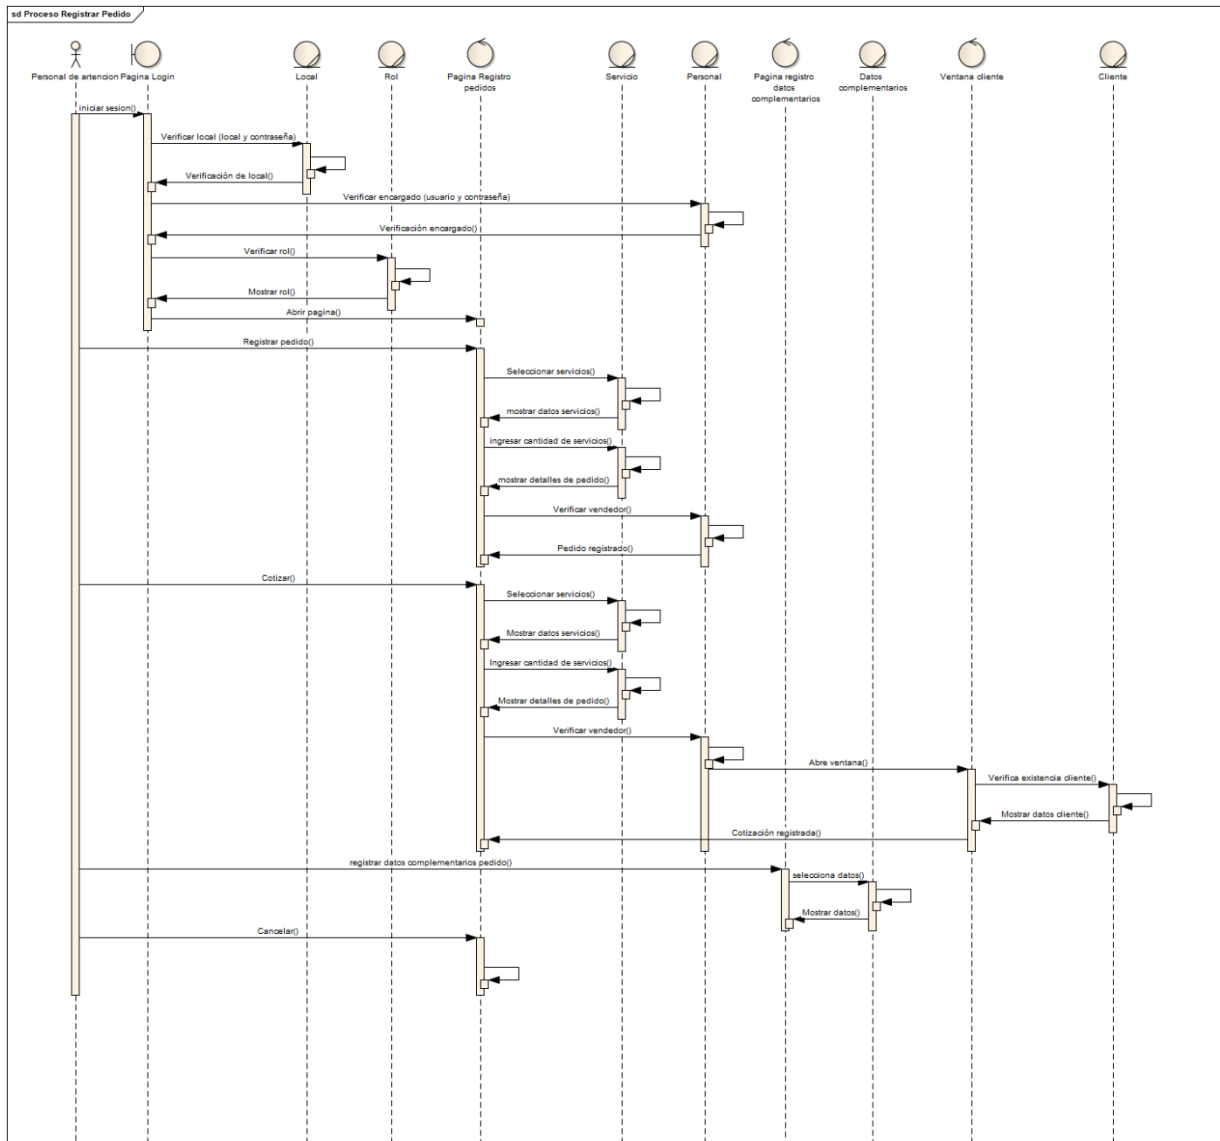 sd Proceso Registrar Pedido
Personal de artencion
Pagina Login
Local
Rol
Pagina Registro
pedidos
Servicio
Personal
Pagina registro
datos
complementarios
Datos
complementarios
Ventana cliente
Cliente
iniciar sesion()
Verificar local (local y contraseña)
Verificación de local()
Verificar encargado (usuario y contraseña)
Verificación encargado()
Verificar rol()
Mostrar rol()
Abrir pagina()
Registrar pedido()
Seleccionar servicios()
mostrar datos servicios()
ingresar cantidad de servicios()
mostrar detalles de pedido()
Verificar vendedor()
Pedido registrado()
Cotizar()
Seleccionar servicios()
Mostrar datos servicios()
Ingresar cantidad de servicios()
Mostrar detalles de pedido()
Verificar vendedor()
Abre ventana()
Verifica existencia cliente()
Mostrar datos cliente()
Cotización registrada()
registrar datos complementarios pedido()
selecciona datos()
Mostrar datos()
Cancelar()